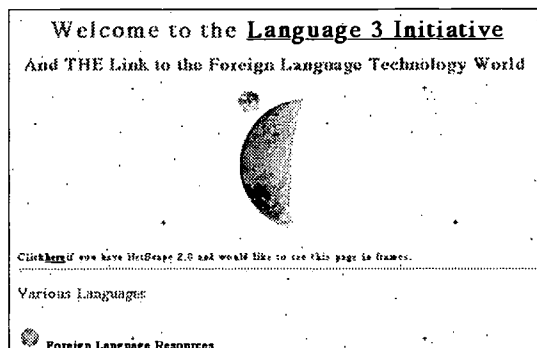 Welcome to the Language 3 Initiative
And THE Link to the Foreign Language Technology World
Click here if you have NetScape 2.0 and would like to see this page in frames.
Various Languages
Foreign Language Resources